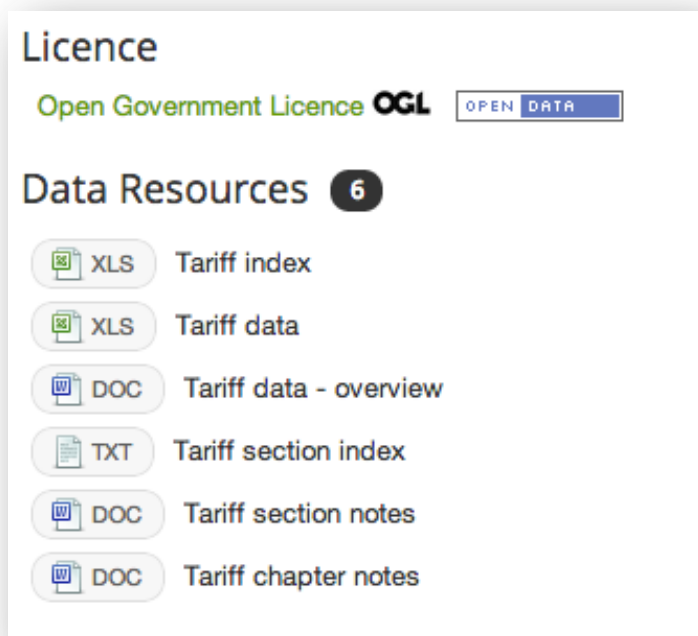 Licence
Open Government Licence OGL OPEN DATA
Data Resources 6
XLS Tariff index
XLS Tariff data
DOC Tariff data - overview
TXT Tariff section index
DOC Tariff section notes
DOC Tariff chapter notes